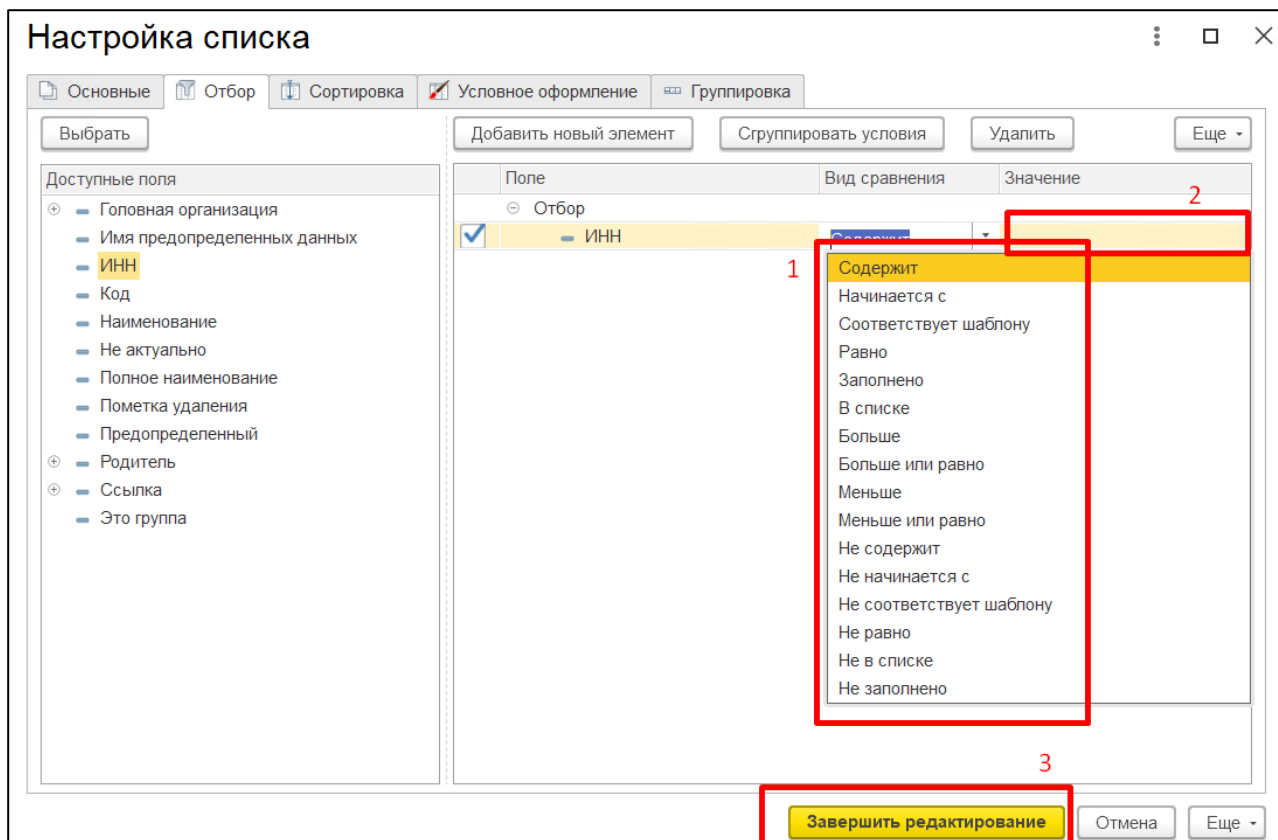 Настройка списка
Основные Отбор Сортировка Условное оформление Группировка
Выбрать Добавить новый элемент Сгруппировать условия Удалить Еще
Доступные поля Поле Вид сравнения Значение
2
Головная организация Отбор
Имя предопределенных данных ИНН Содержит
1
ИНН Содержит
Код Начинается с
Наименование Соответствует шаблону
Не актуально Равно
Полное наименование Заполнено
Пометка удаления В списке
Предопределенный Больше
Родитель Больше или равно
Ссылка Меньше
Это группа Меньше или равно
Не содержит
Не начинается с
Не соответствует шаблону
Не равно
Не в списке
Не заполнено
3
Завершить редактирование Отмена Еще